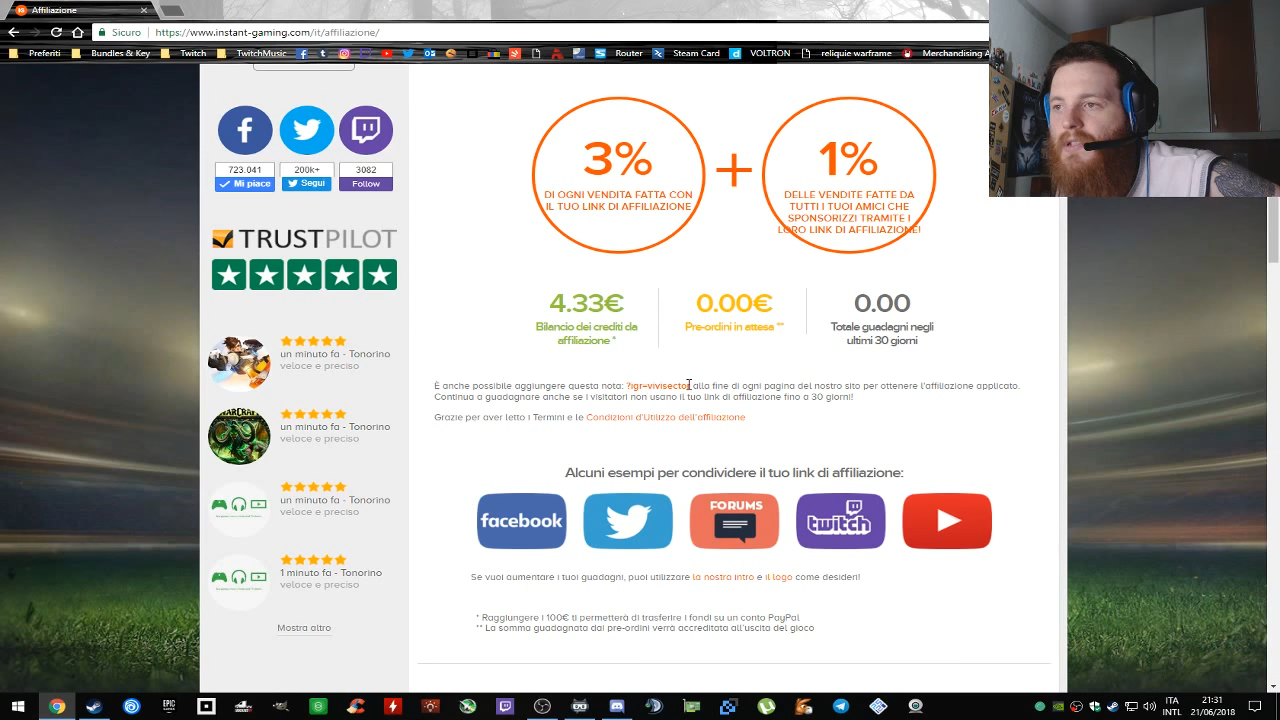 Affiliazione
Sicuro | https://www.instant-gaming.com/it/affiliazione/
Preferiti Bundles & Key Twitch TwitchMusic Router Steam Card VOLTRON reliquie warframe Merchandising A
723.041 200k+ 3082
Mi piace Segui Follow
TRUSTPILOT
un minuto fa - Tonorino
veloce e preciso
un minuto fa - Tonorino
veloce e preciso
un minuto fa - Tonorino
veloce e preciso
1 minuto fa - Tonorino
veloce e preciso
Mostra altro
3% + 1%
DI OGNI VENDITA FATTA CON
IL TUO LINK DI AFFILIAZIONE
DELLE VENDITE FATTE DA
TUTTI I TUOI AMICI CHE
SPONSORIZZI TRAMITE I
LORO LINK DI AFFILIAZIONE!
4.33€ 0.00€ 0.00
Bilancio dei crediti da
affiliazione *
Pre-ordini in attesa **
Totale guadagni negli
ultimi 30 giorni
È anche possibile aggiungere questa nota: ?igr=vivisector alla fine di ogni pagina del nostro sito per ottenere l'affiliazione applicato.
Continua a guadagnare anche se i visitatori non usano il tuo link di affiliazione fino a 30 giorni!
Grazie per aver letto i Termini e le Condizioni d'Utilizzo dell'affiliazione
Alcuni esempi per condividere il tuo link di affiliazione:
facebook FORUMS twitch
Se vuoi aumentare i tuoi guadagni, puoi utilizzare la nostra intro e il logo come desideri!
* Raggiungere i 100€ ti permetterà di trasferire i fondi su un conto PayPal
** La somma guadagnata dai pre-ordini verrà accreditata all'uscita del gioco
EPIC
GAMES
ITA 21:31
INTL 21/06/2018